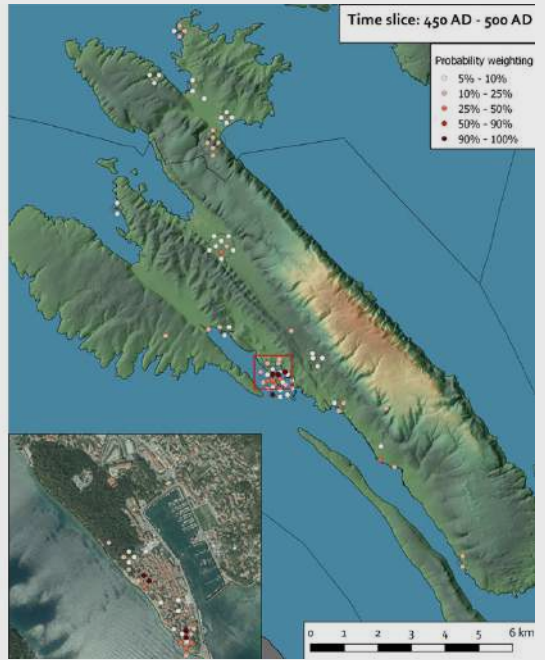 Time slice: 450 AD - 500 AD
Probability weighting
5% - 10%
10% - 25%
25% - 50%
50% - 90%
90% - 100%
0 1 2 3 4 5 6 km